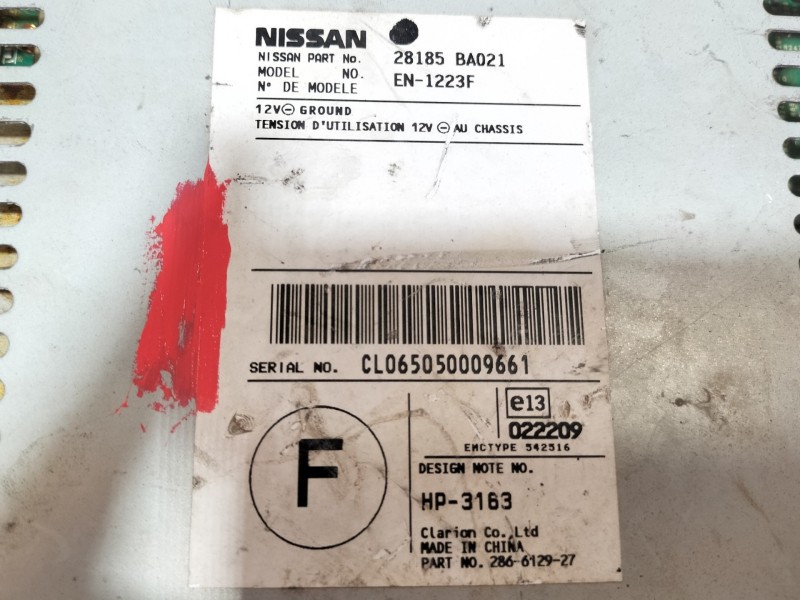 NISSAN
NISSAN PART No. 28185 BA021
MODEL NO. EN-1223F
N° DE MODELE
12V⊖ GROUND
TENSION D'UTILISATION 12V ⊖ AU CHASSIS
SERIAL NO. CL065050009661
F
e13
022209
EMCTYPE 542516
DESIGN NOTE NO.
HP-3163
Clarion Co.,Ltd
MADE IN CHINA
PART NO. 286-6129-27